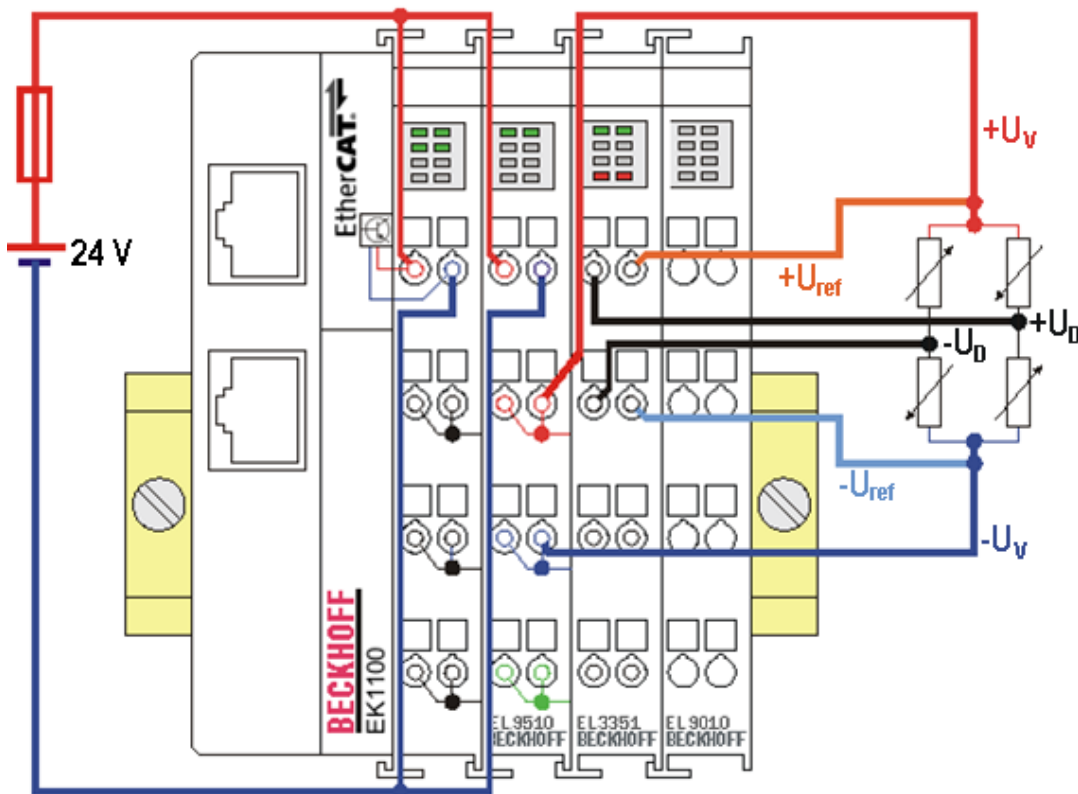 +Uv
EtherCAT®
24 V
+Uref
+UD
-UD
-Uref
-Uv
BECKHOFF
EK1100
EL9510
BECKHOFF
EL3351
BECKHOFF
EL9010
BECKHOFF